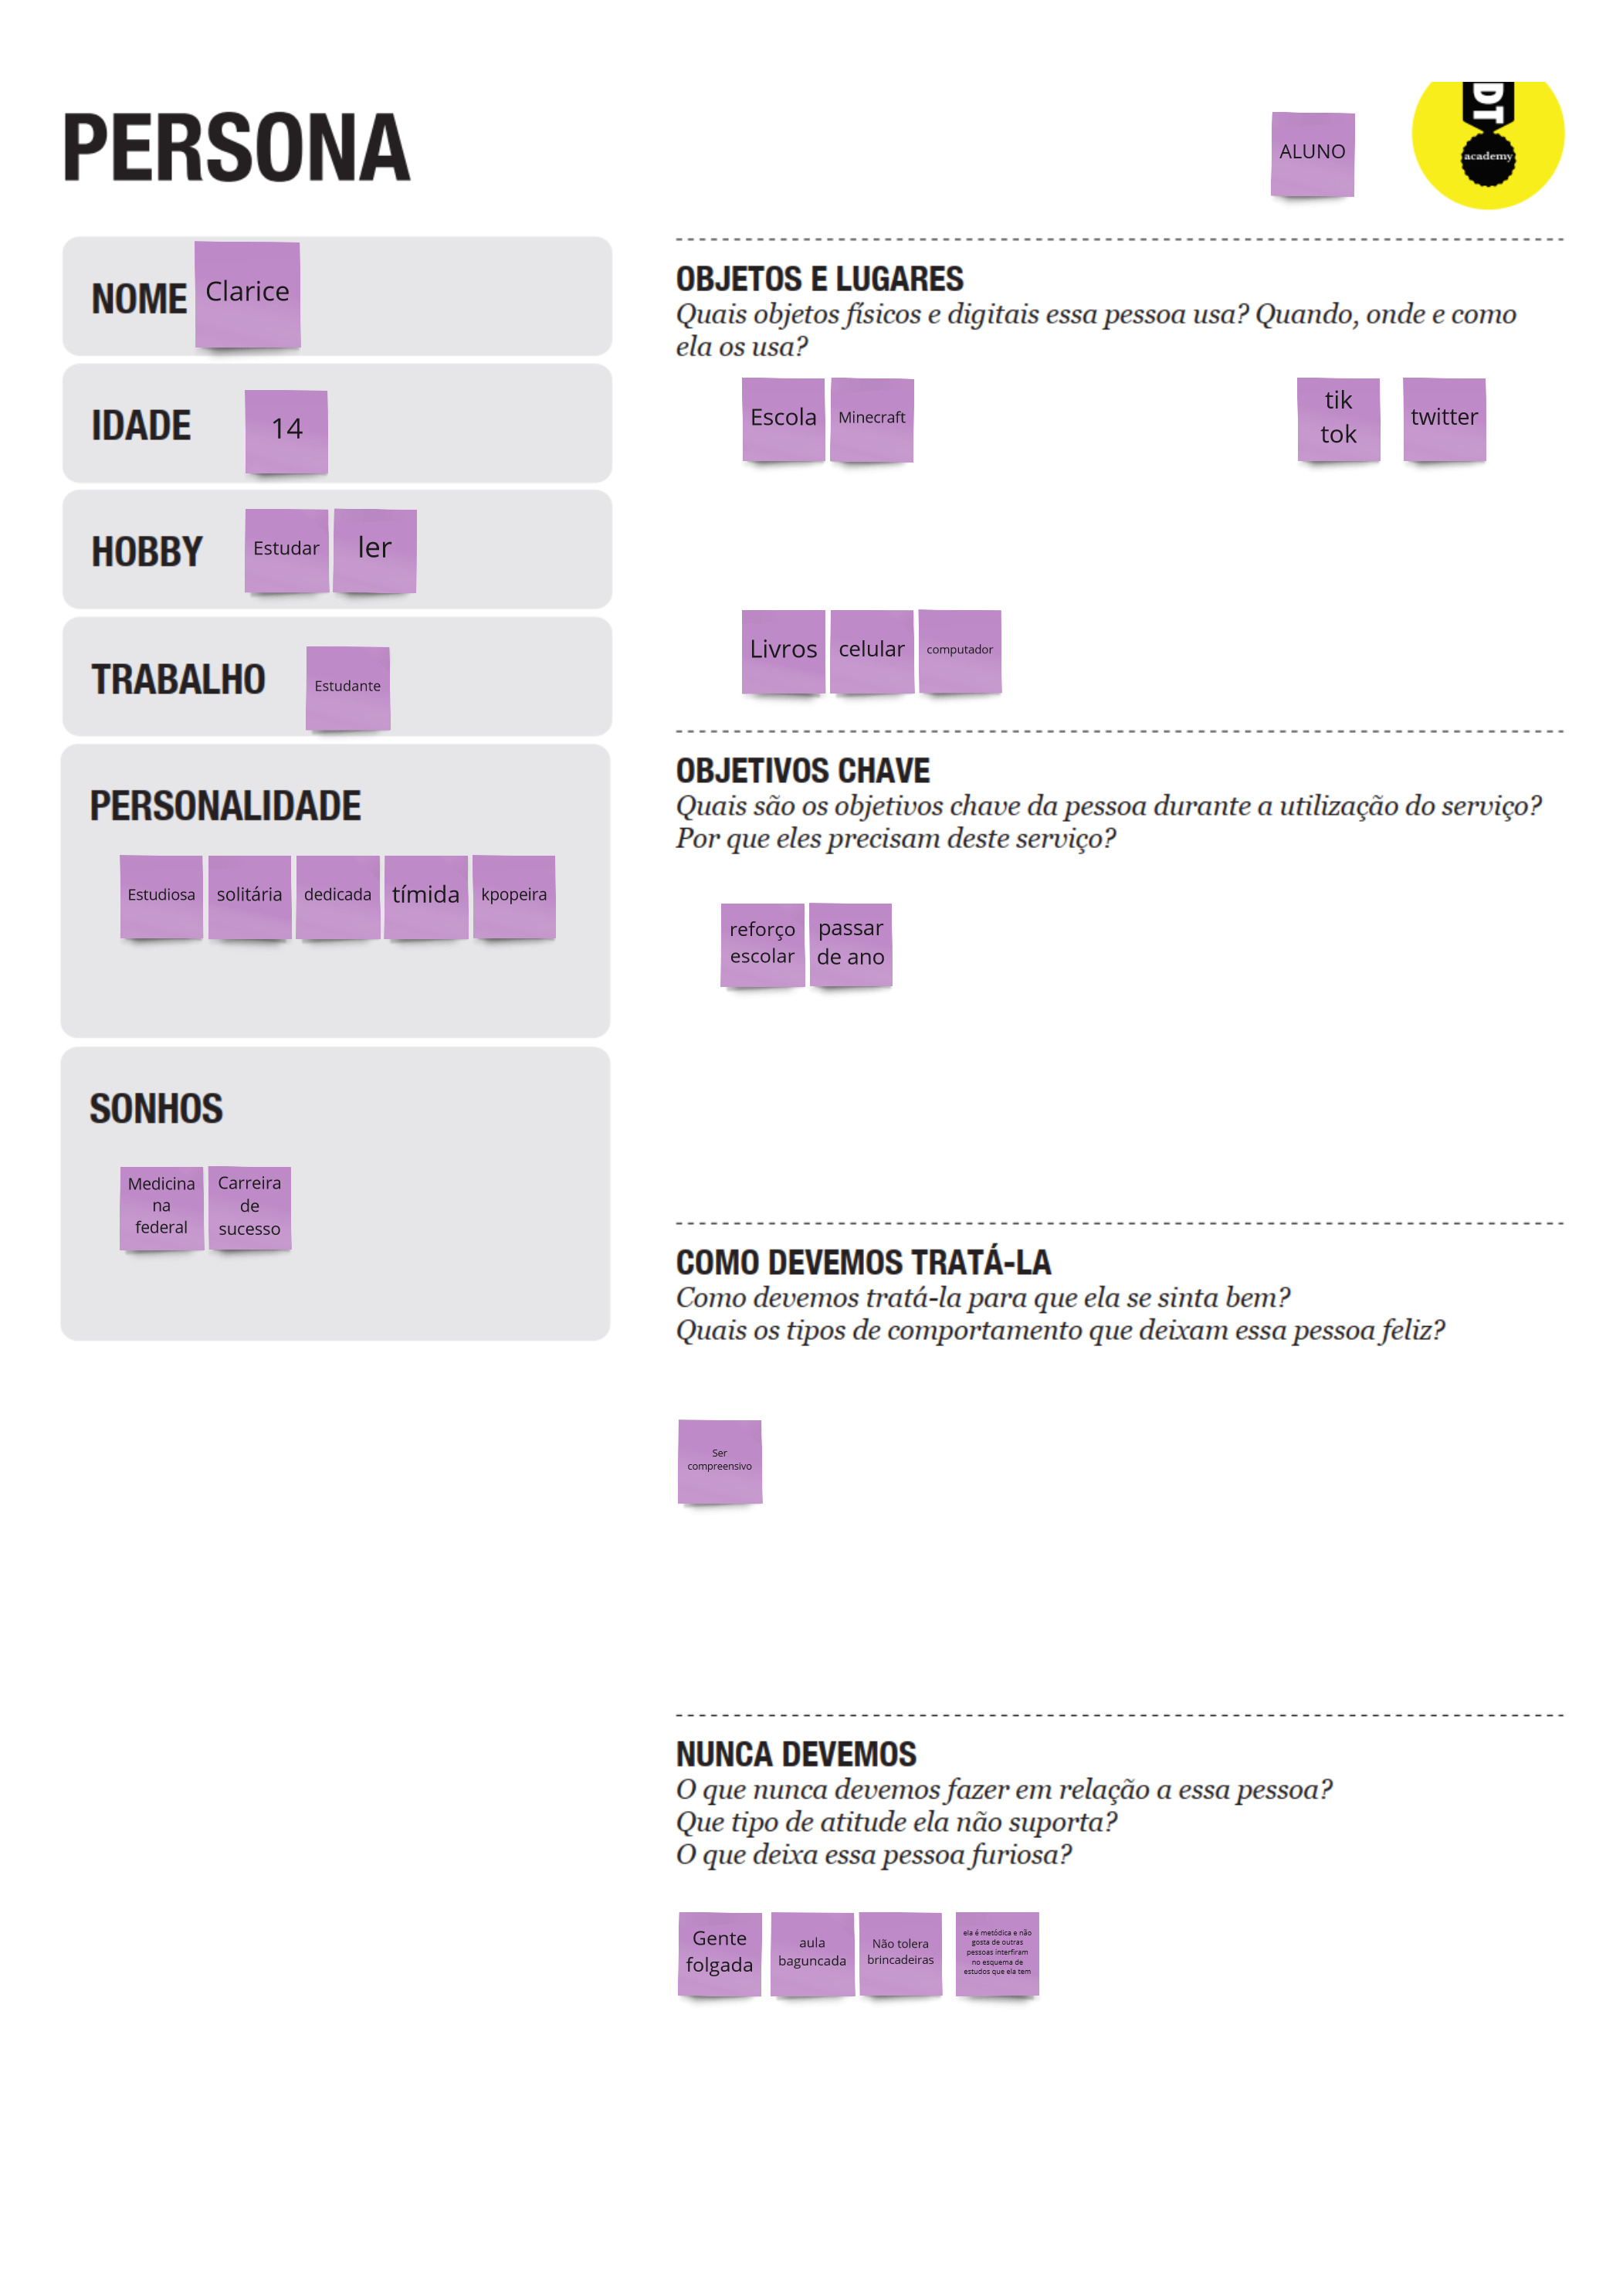 PERSONA
ALUNO
DT
academy
NOME
Clarice
IDADE
14
HOBBY
Estudar
ler
TRABALHO
Estudante
PERSONALIDADE
Estudiosa
solitária
dedicada
tímida
kpopeira
SONHOS
Medicina
na
federal
Carreira
de
sucesso
OBJETOS E LUGARES
Quais objetos físicos e digitais essa pessoa usa? Quando, onde e como
ela os usa?
Escola
Minecraft
tik
tok
twitter
Livros
celular
computador
OBJETIVOS CHAVE
Quais são os objetivos chave da pessoa durante a utilização do serviço?
Por que eles precisam deste serviço?
reforço
escolar
passar
de ano
COMO DEVEMOS TRATÁ-LA
Como devemos tratá-la para que ela se sinta bem?
Quais os tipos de comportamento que deixam essa pessoa feliz?
Ser
compreensivo
NUNCA DEVEMOS
O que nunca devemos fazer em relação a essa pessoa?
Que tipo de atitude ela não suporta?
O que deixa essa pessoa furiosa?
Gente
folgada
aula
baguncada
Não tolera
brincadeiras
ela é metódica e não
gosta de outras
pessoas interfiram
no esquema de
estudos que ela tem